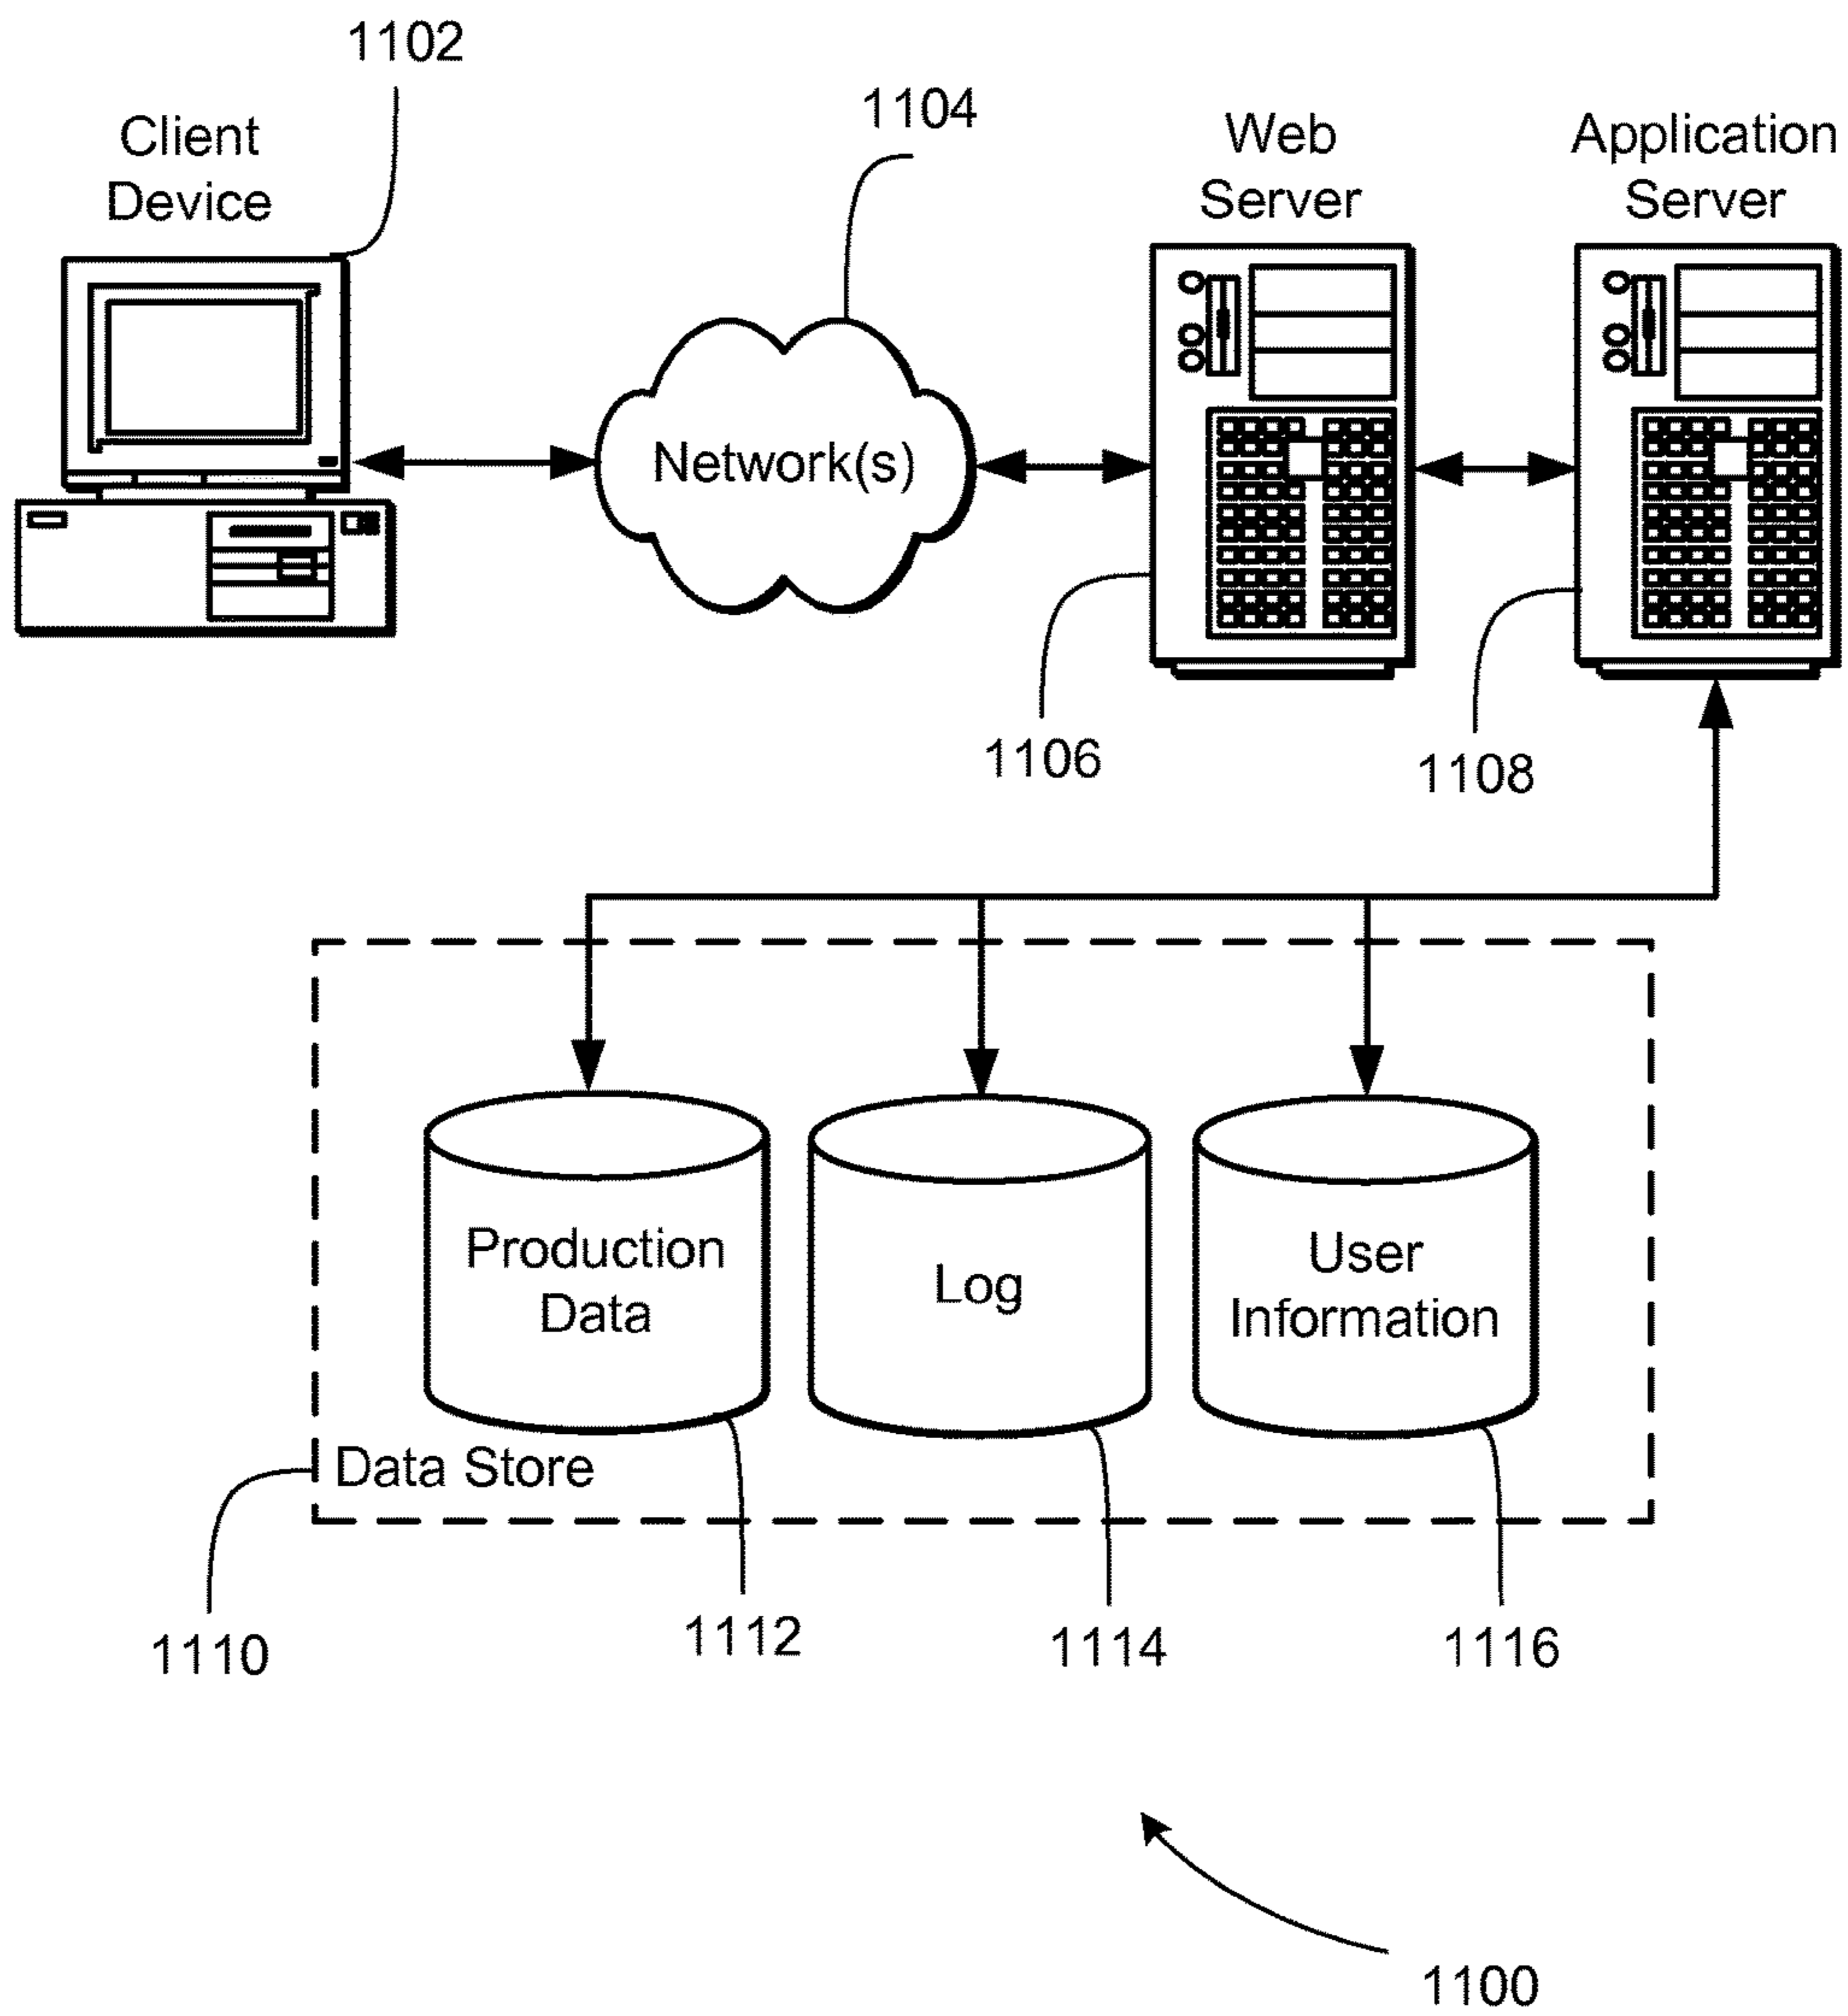 1102
1104
Client
Device
Web
Server
Application
Server
Network(s)
1106
1108
Production
Data
Log
User
Information
Data Store
1110
1112
1114
1116
1100